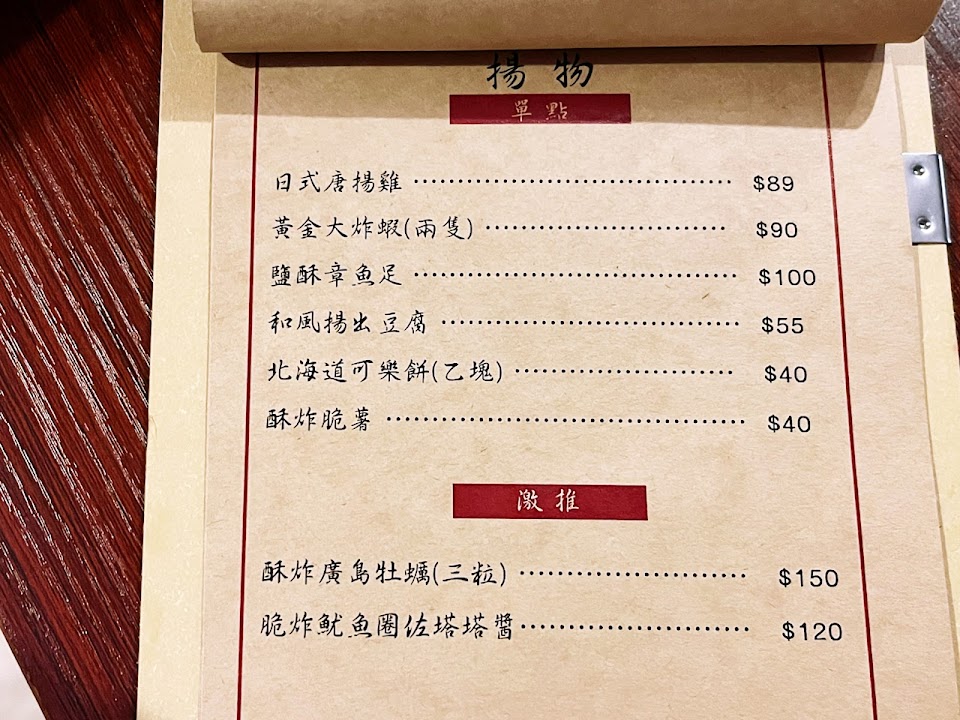 揚物
單點
日式唐揚雞 $89
黃金大炸蝦(兩隻) $90
鹽酥章魚足 $100
和風揚出豆腐 $55
北海道可樂餅(乙塊) $40
酥炸脆薯 $40
激推
酥炸廣島牡蠣(三粒) $150
脆炸魷魚圈佐塔塔醬 $120